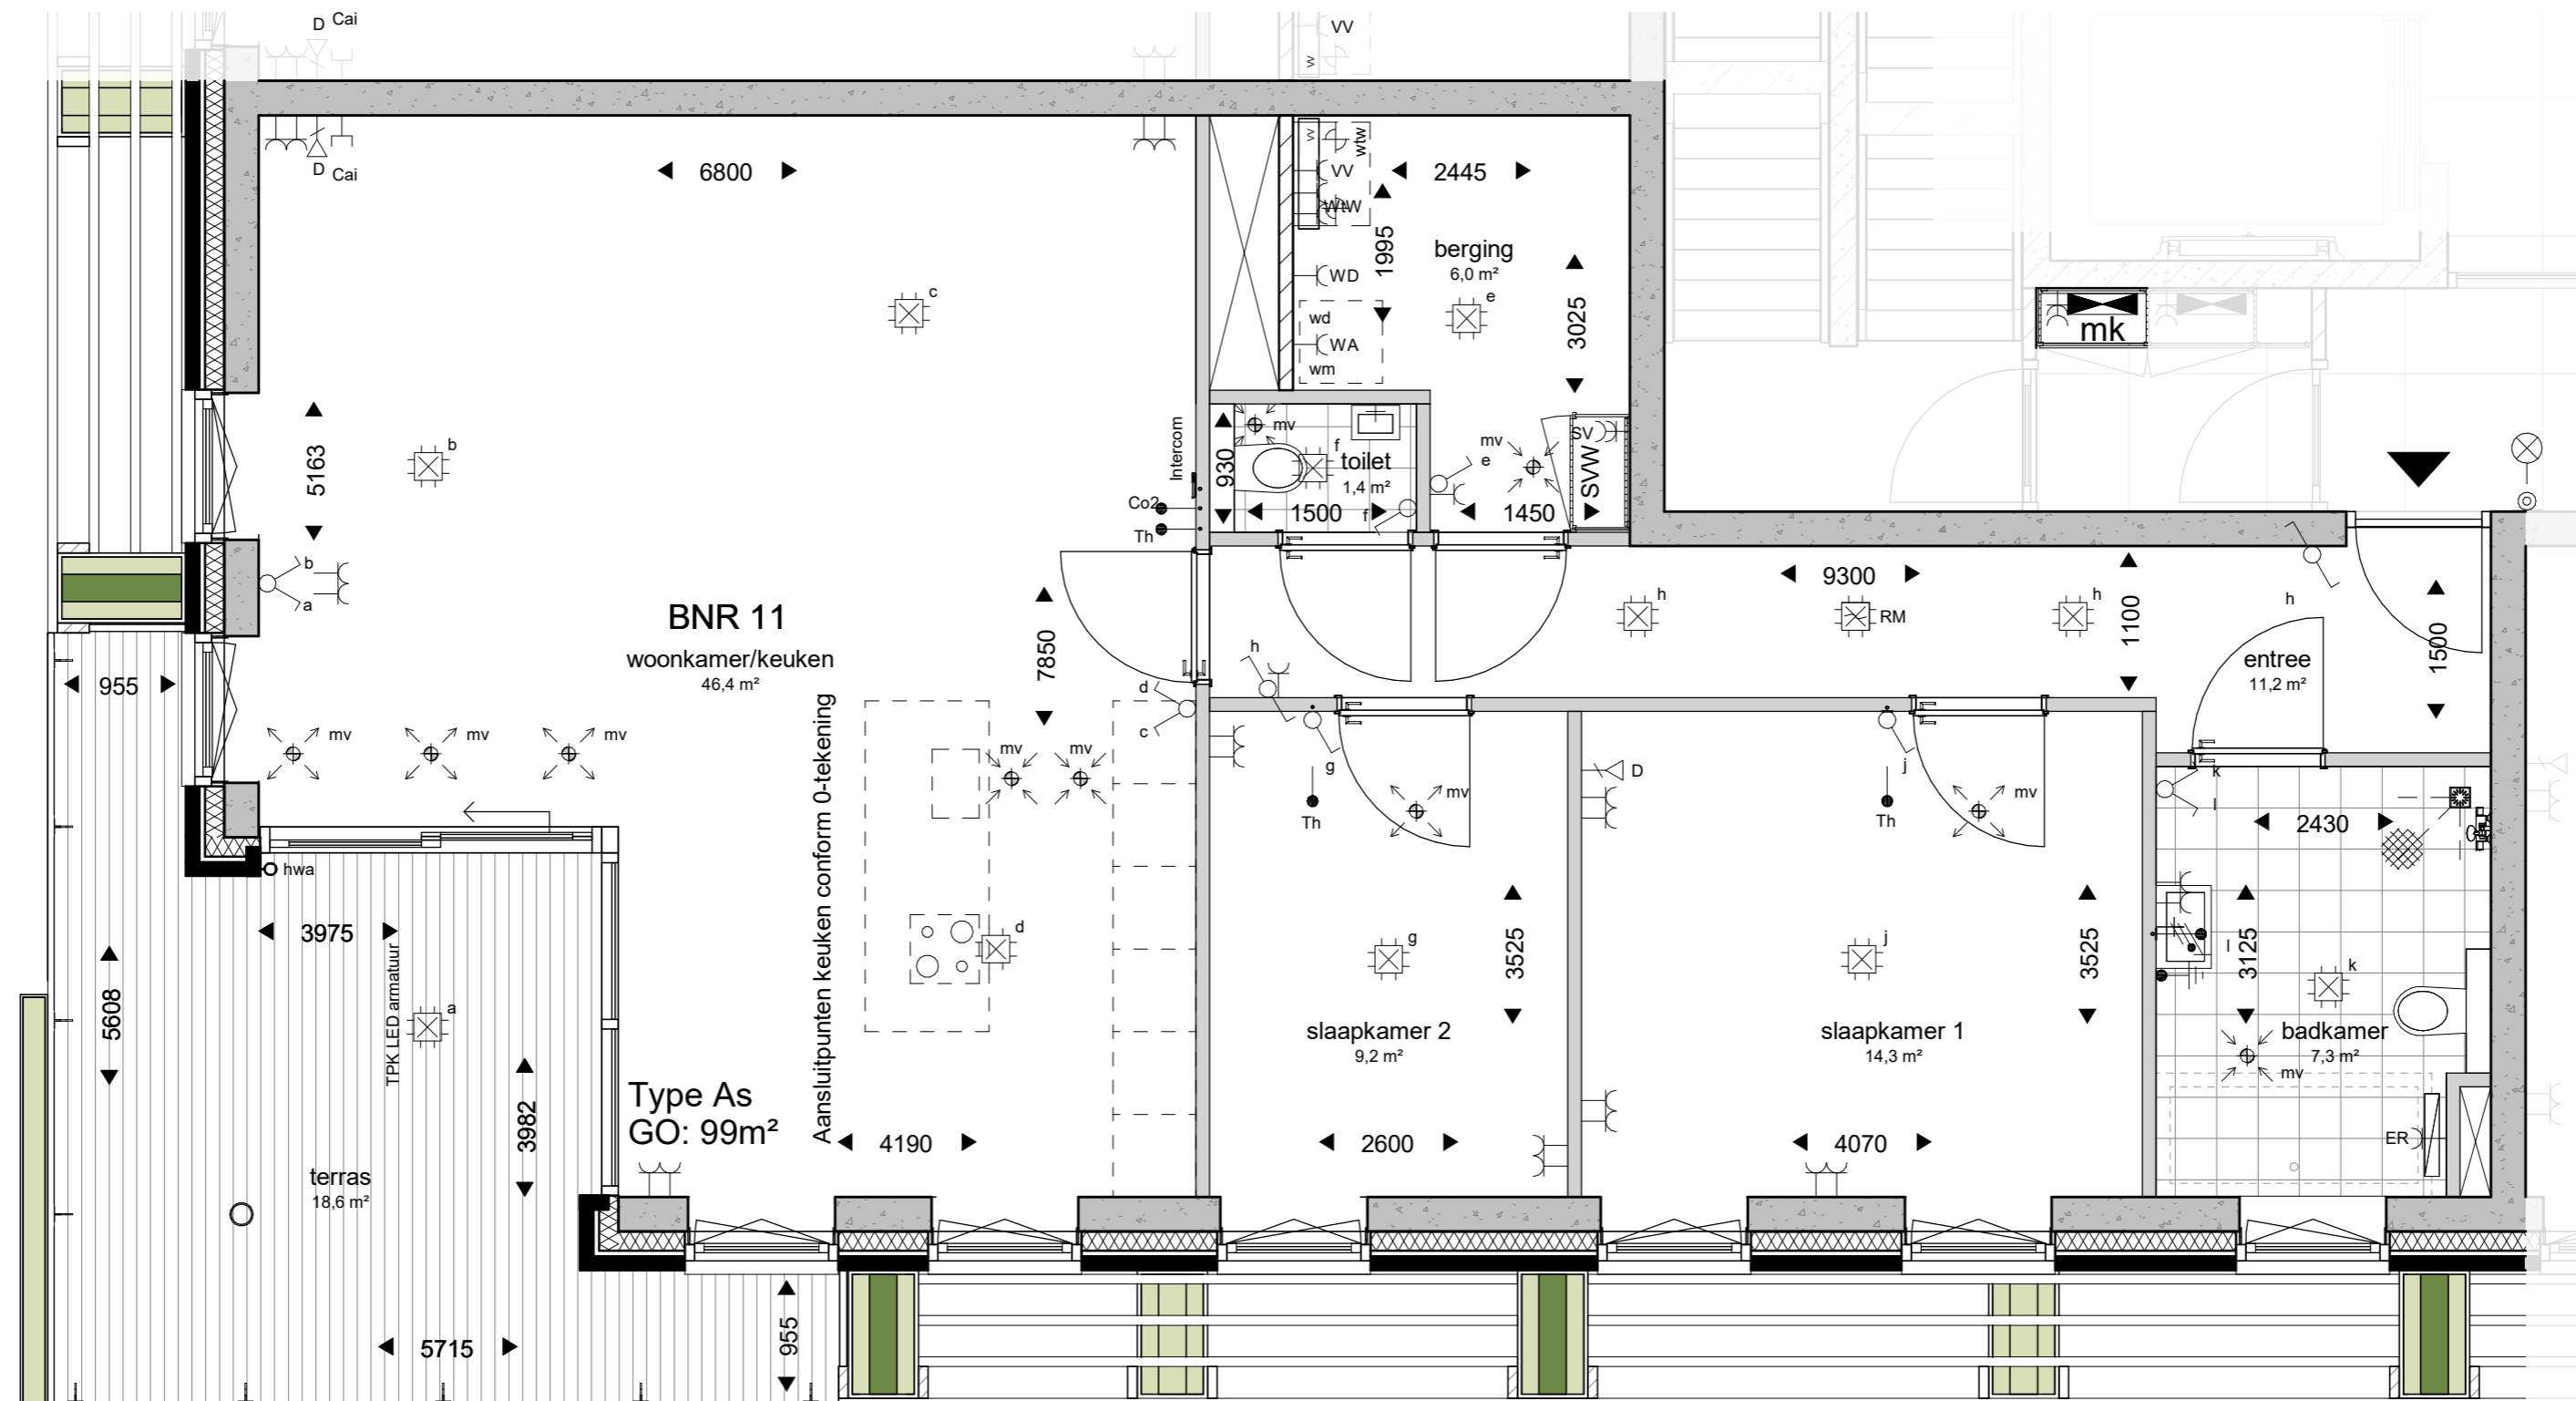 D Cai
VV
w
D Cai
6800
w
wtw
VV
WtW
2445
1995
berging
6,0 m²
e
3025
WD
wd
WA
wm
c
b
5163
mk
Intercom
930
mv
f
toilet
1,4 m²
1500
f
mv
e
1450
SV
SVW
Co2
Th
b
a
BNR 11
woonkamer/keuken
46,4 m²
7850
9300
h
RM
h
1100
h
entree
11,2 m²
1500
h
955
d
c
mv
mv
mv
mv
mv
Aansluitpunten keuken conform 0-tekening
g
Th
mv
D
j
Th
mv
k
l
2430
hwa
3975
TPK LED armatuur
a
5608
3982
d
g
3525
slaapkamer 2
9,2 m²
j
3525
slaapkamer 1
14,3 m²
l
3125
k
badkamer
7,3 m²
mv
ER
Type As
GO: 99m²
terras
18,6 m²
4190
2600
4070
5715
955